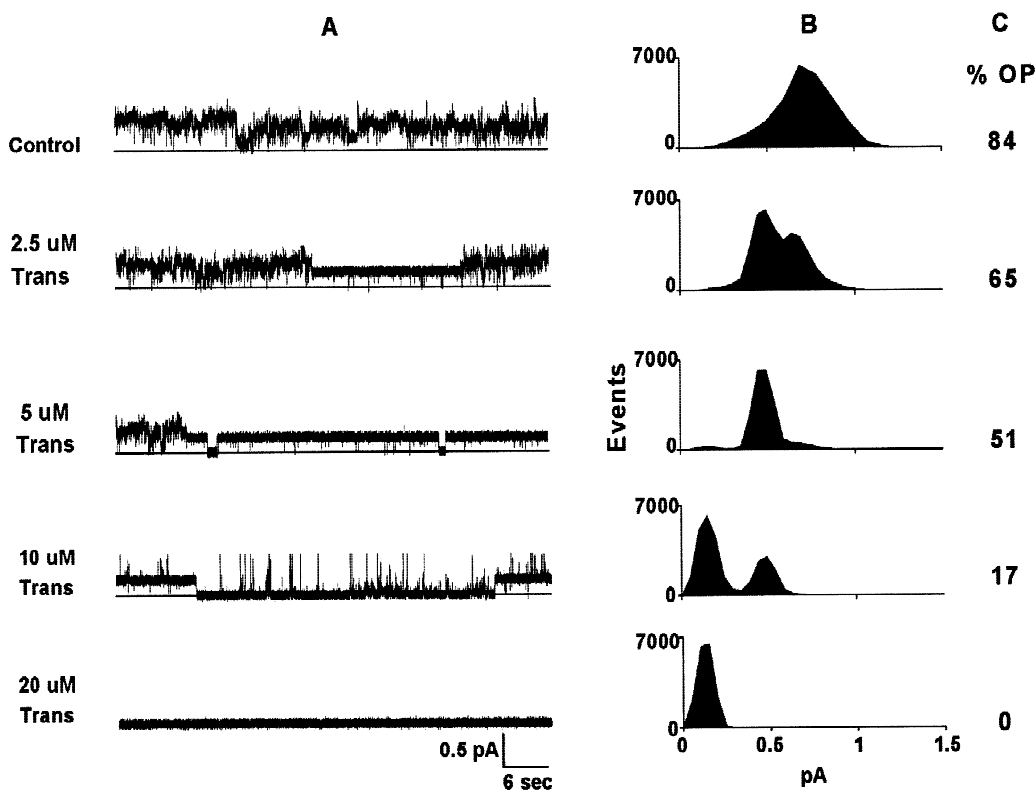 A
B
C
% OP
Control
7000
0
84
2.5 uM
Trans
7000
0
65
5 uM
Trans
Events
7000
0
51
10 uM
Trans
7000
0
17
20 uM
Trans
7000
0
0
0.5 pA
6 sec
0 0.5 1 1.5
pA